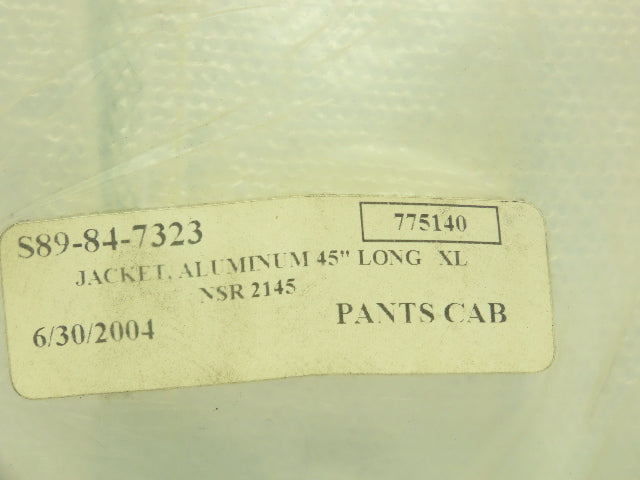 S89-84-7323 775140
JACKET, ALUMINUM 45" LONG XL
NSR 2145
6/30/2004 PANTS CAB